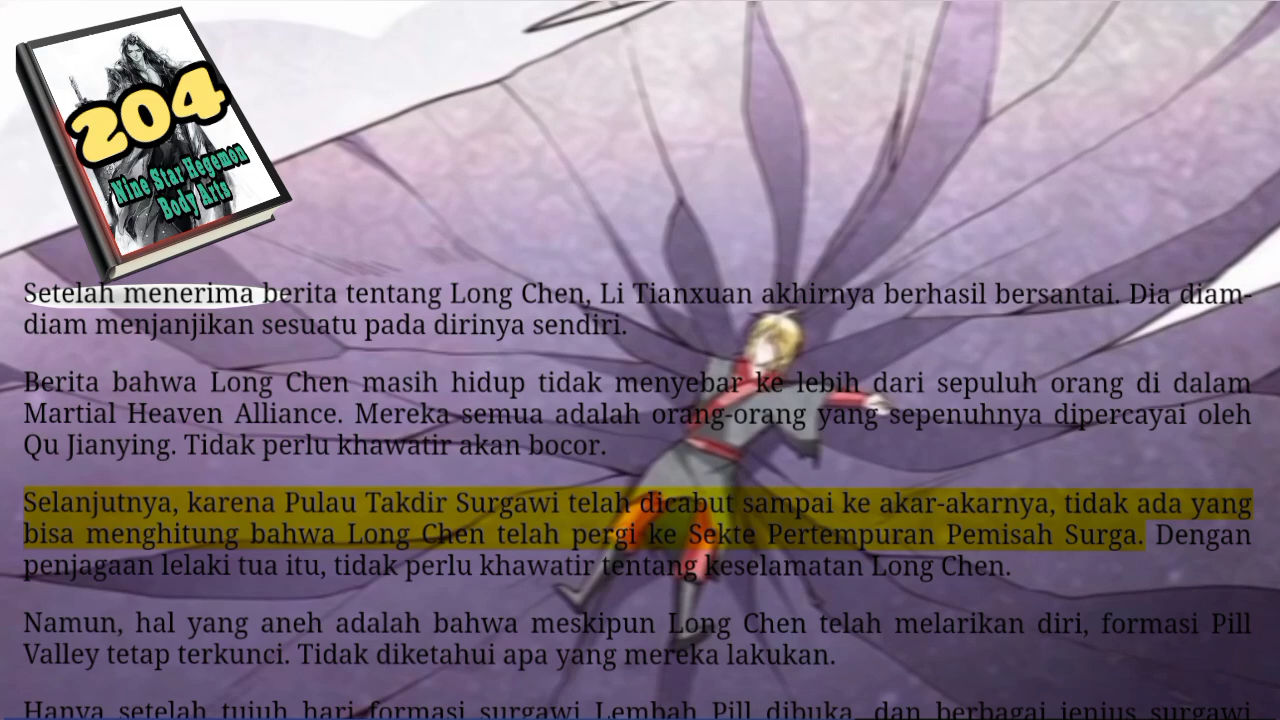 204
Nine Star Hegemon
Body Arts
Setelah menerima berita tentang Long Chen, Li Tianxuan akhirnya berhasil bersantai. Dia diam-
diam menjanjikan sesuatu pada dirinya sendiri.
Berita bahwa Long Chen masih hidup tidak menyebar ke lebih dari sepuluh orang di dalam
Martial Heaven Alliance. Mereka semua adalah orang-orang yang sepenuhnya dipercayai oleh
Qu Jianying. Tidak perlu khawatir akan bocor.
Selanjutnya, karena Pulau Takdir Surgawi telah dicabut sampai ke akar-akarnya, tidak ada yang
bisa menghitung bahwa Long Chen telah pergi ke Sekte Pertempuran Pemisah Surga. Dengan
penjagaan lelaki tua itu, tidak perlu khawatir tentang keselamatan Long Chen.
Namun, hal yang aneh adalah bahwa meskipun Long Chen telah melarikan diri, formasi Pill
Valley tetap terkunci. Tidak diketahui apa yang mereka lakukan.
Hanya setelah tujuh hari formasi surgawi Lembah Pill dibuka, dan berbagai jenius surgawi